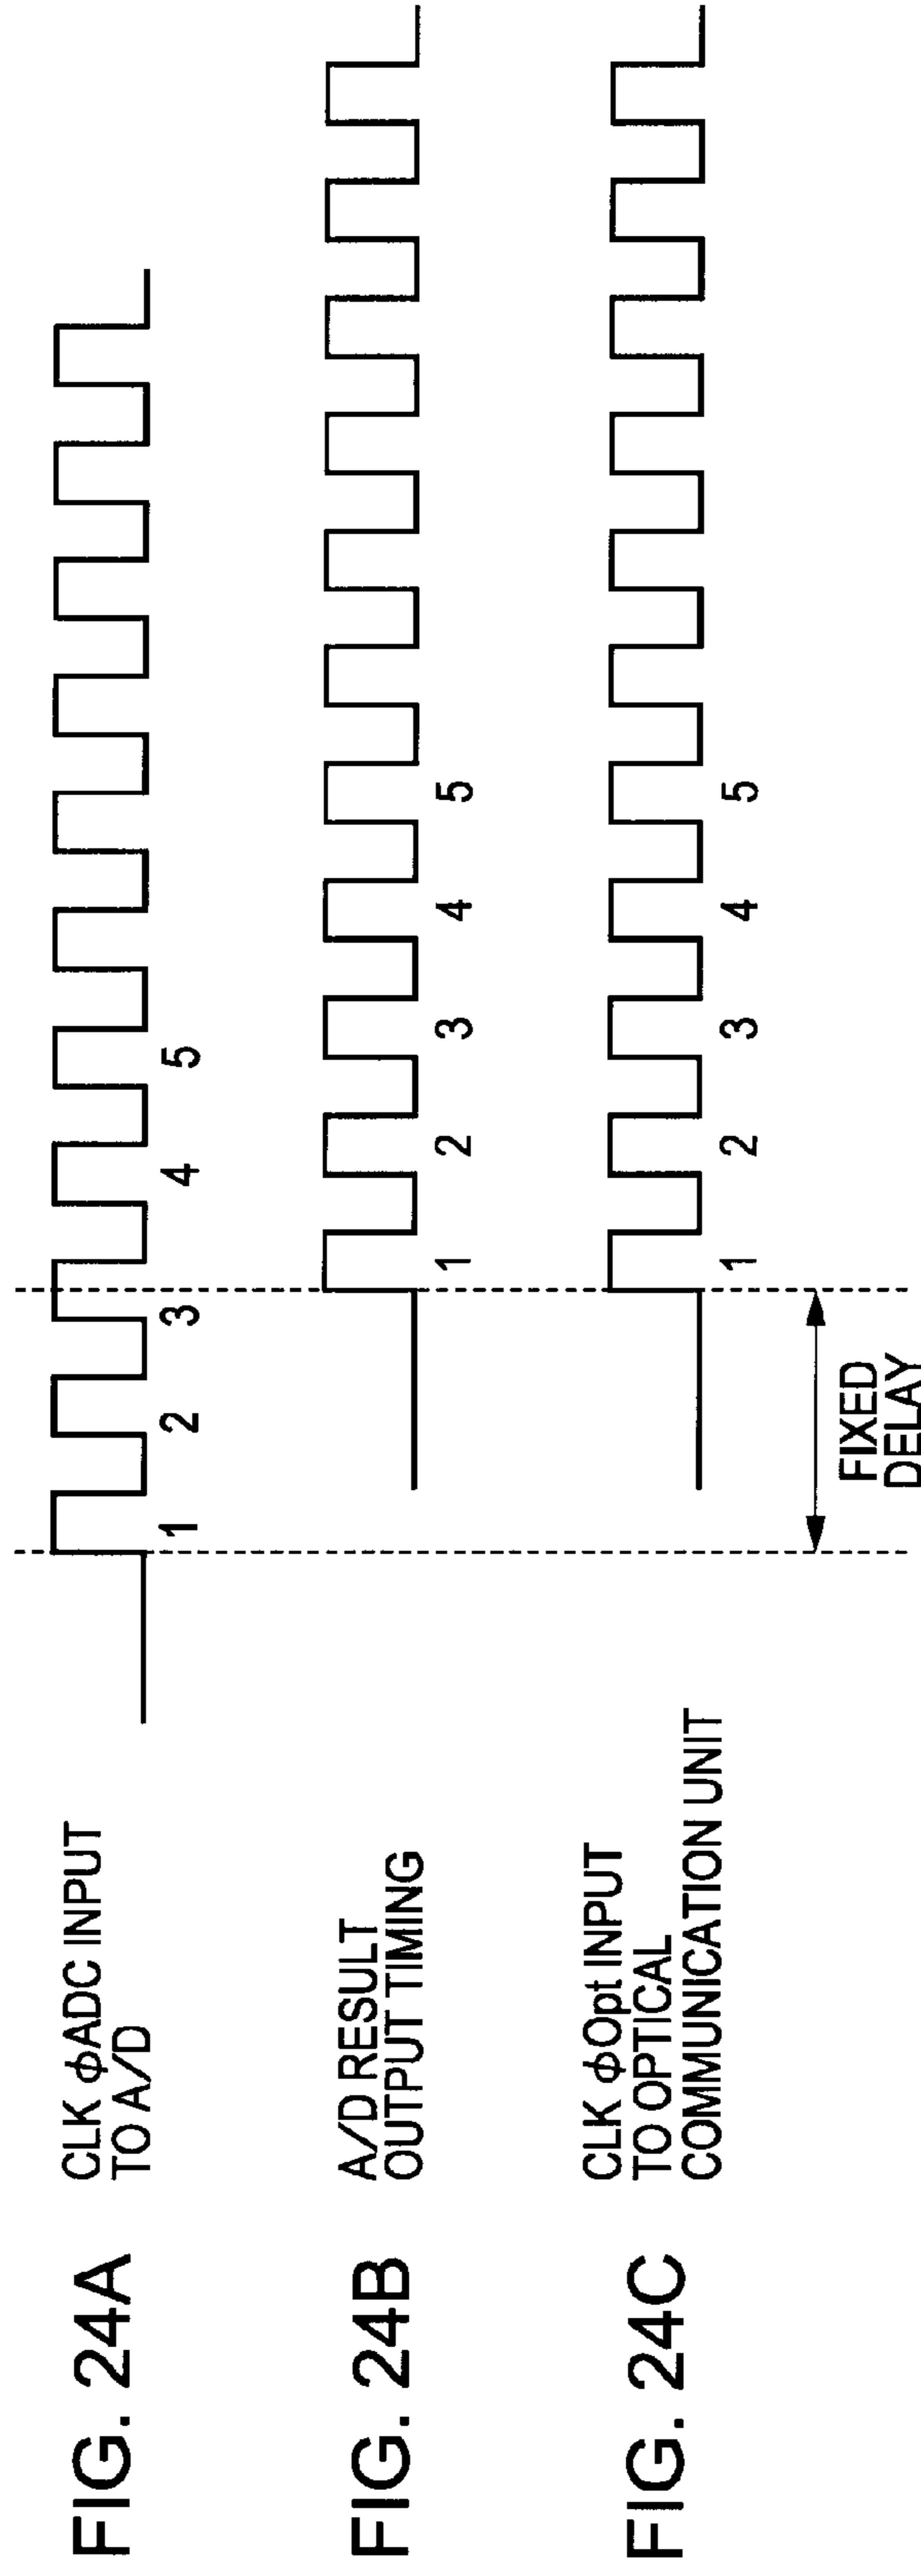 FIG. 24A
CLK ϕADC INPUT
TO A/D
1 2 3 4 5
FIG. 24B
A/D RESULT
OUTPUT TIMING
1 2 3 4 5
FIG. 24C
CLK ϕOpt INPUT
TO OPTICAL
COMMUNICATION UNIT
1 2 3 4 5
FIXED
DELAY